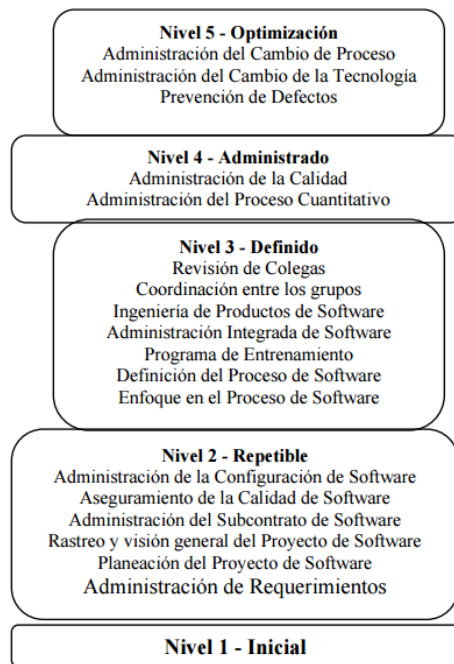 Nivel 5 - Optimización
Administración del Cambio de Proceso
Administración del Cambio de la Tecnología
Prevención de Defectos
Nivel 4 - Administrado
Administración de la Calidad
Administración del Proceso Cuantitativo
Nivel 3 - Definido
Revisión de Colegas
Coordinación entre los grupos
Ingeniería de Productos de Software
Administración Integrada de Software
Programa de Entrenamiento
Definición del Proceso de Software
Enfoque en el Proceso de Software
Nivel 2 - Repetible
Administración de la Configuración de Software
Aseguramiento de la Calidad de Software
Administración del Subcontrato de Software
Rastreo y visión general del Proyecto de Software
Planeación del Proyecto de Software
Administración de Requerimientos
Nivel 1 - Inicial